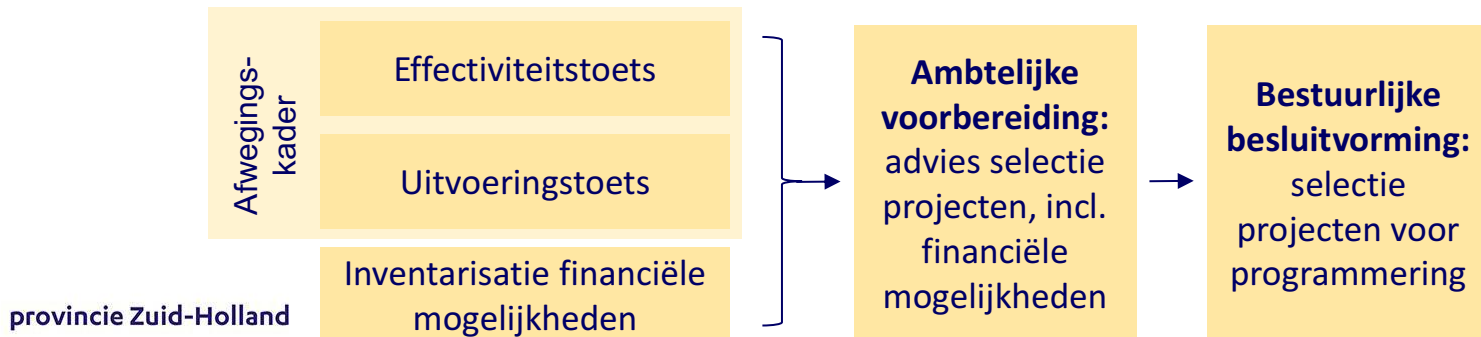 Afwegings-
kader
Effectiviteitstoets
Uitvoeringstoets
Inventarisatie financiële
mogelijkheden
provincie Zuid-Holland
Ambtelijke
voorbereiding:
advies selectie
projecten, incl.
financiële
mogelijkheden
Bestuurlijke
besluitvorming:
selectie
projecten voor
programmering